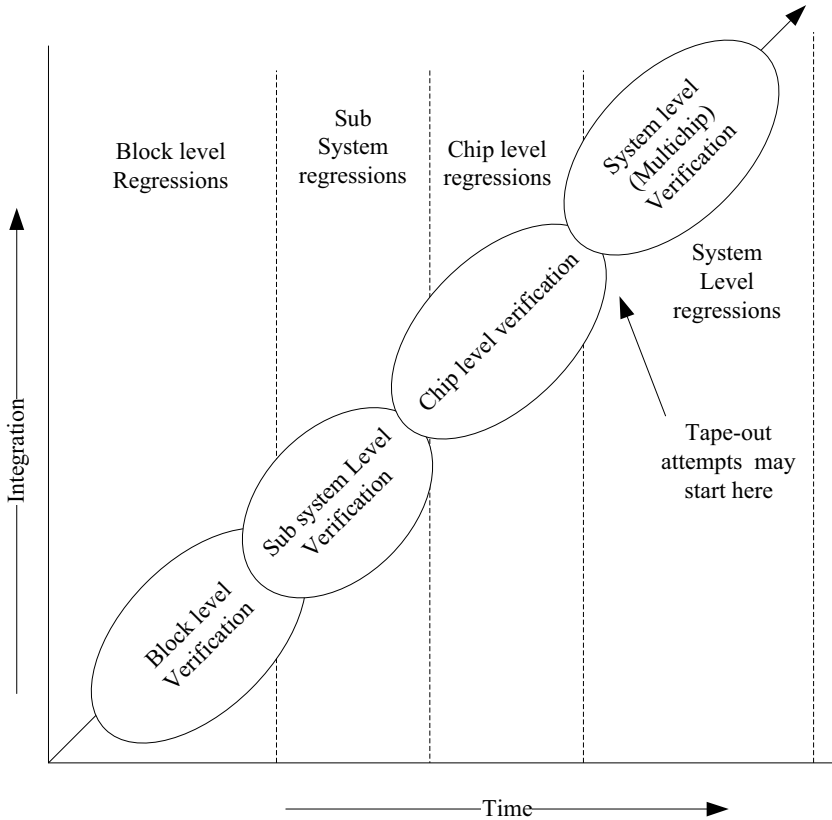 Block level
Regressions
Sub
System
regressions
Chip level
regressions
System level
(Multichip)
Verification
System
Level
regressions
Chip level verification
Tape-out
attempts may
start here
Sub system Level
Verification
Block level
Verification
Integration
Time